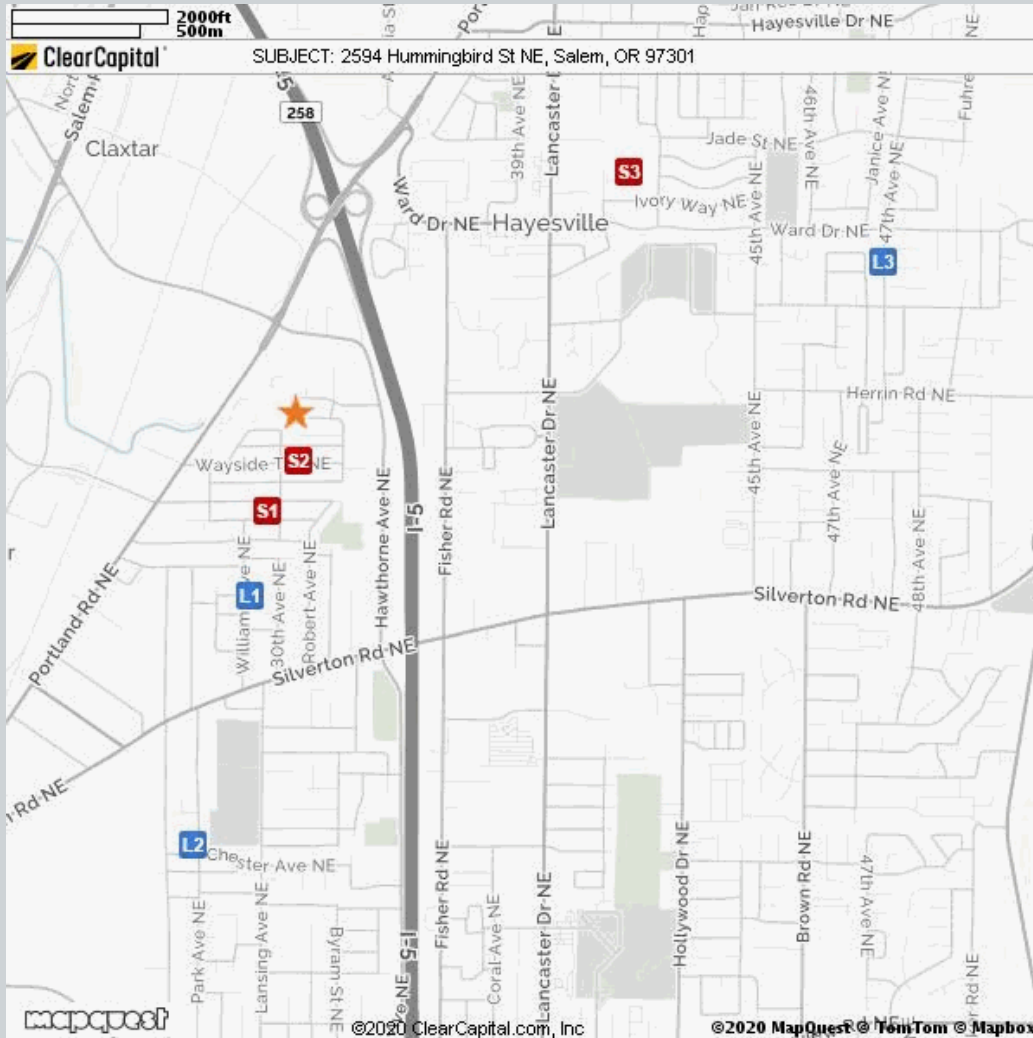 2000ft
500m
Hayesville Dr NE
ClearCapital
SUBJECT: 2594 Hummingbird St NE, Salem, OR 97301
258
Claxtar
39th Ave NE
Lancaster
46th Ave NE
Janice Ave NE
47th Ave NE
Jade St NE
S3
Ivory Way NE
45th Ave NE
Ward Dr NE
Hayesville
Ward Dr NE
L3
Herrin Rd NE
Wayside
NE
S2
S1
Hawthorne Ave NE
I-5
Fisher Rd NE
Lancaster Dr NE
45th Ave NE
47th Ave NE
48th Ave NE
Portland Rd NE
L1
30th Ave NE
Robert Ave NE
Silverton Rd NE
Silverton Rd NE
L2
Chester Ave NE
Park Ave NE
Lansing Ave NE
Byram St NE
I-5
Fisher Rd NE
Coral Ave NE
Lancaster Dr NE
Hollywood Dr NE
Brown Rd NE
47th Ave NE
mapquest
©2020 ClearCapital.com, Inc
©2020 MapQuest © TomTom © Mapbox